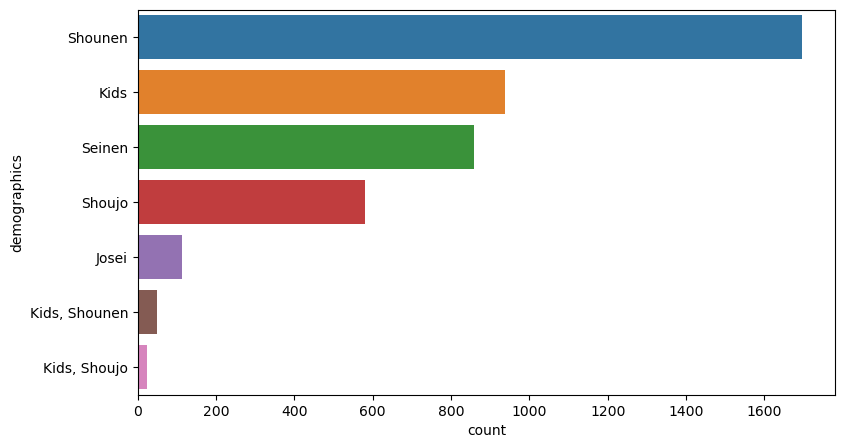 demographics
Shounen
Kids
Seinen
Shoujo
Josei
Kids, Shounen
Kids, Shoujo
0 200 400 600 800 1000 1200 1400 1600
count